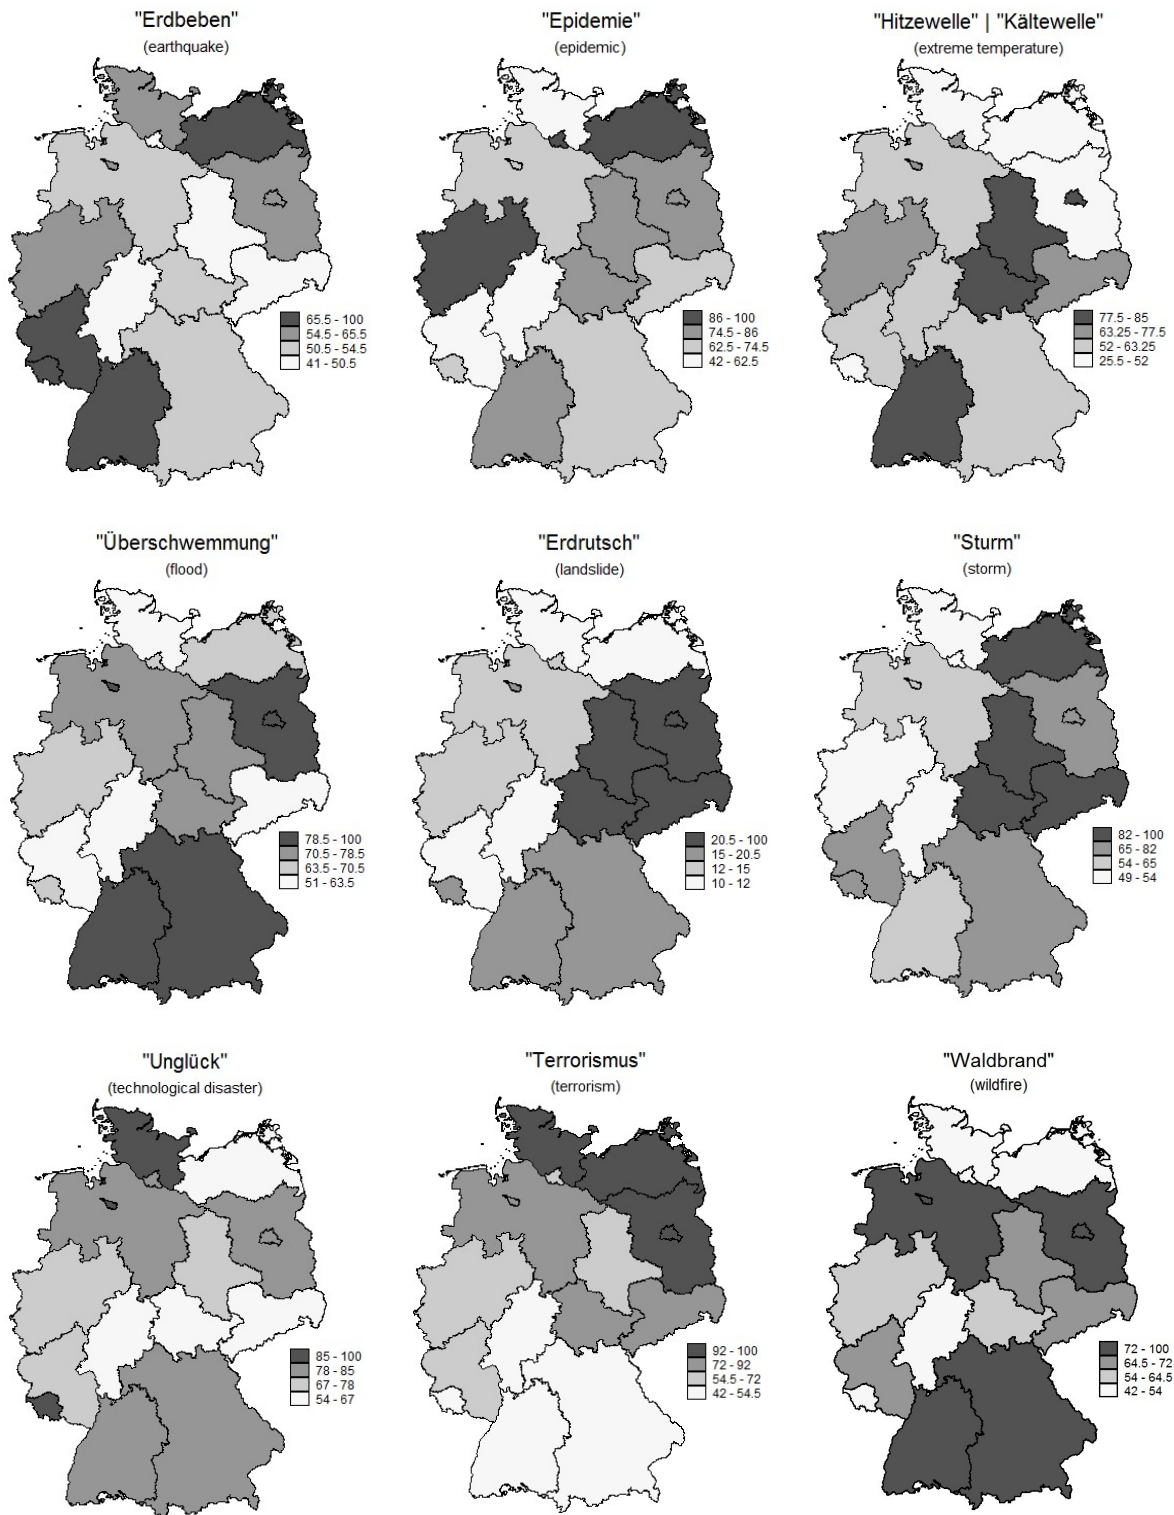 "Erdbeben"
(earthquake)
65.5 - 100
54.5 - 65.5
50.5 - 54.5
41 - 50.5
"Epidemie"
(epidemic)
86 - 100
74.5 - 86
62.5 - 74.5
42 - 62.5
"Hitzewelle" | "Kältewelle"
(extreme temperature)
77.5 - 85
63.25 - 77.5
52 - 63.25
25.5 - 52
"Überschwemmung"
(flood)
78.5 - 100
70.5 - 78.5
63.5 - 70.5
51 - 63.5
"Erdrutsch"
(landslide)
20.5 - 100
15 - 20.5
12 - 15
10 - 12
"Sturm"
(storm)
82 - 100
65 - 82
54 - 65
49 - 54
"Unglück"
(technological disaster)
85 - 100
78 - 85
67 - 78
54 - 67
"Terrorismus"
(terrorism)
92 - 100
72 - 92
54.5 - 72
42 - 54.5
"Waldbrand"
(wildfire)
72 - 100
64.5 - 72
54 - 64.5
42 - 54